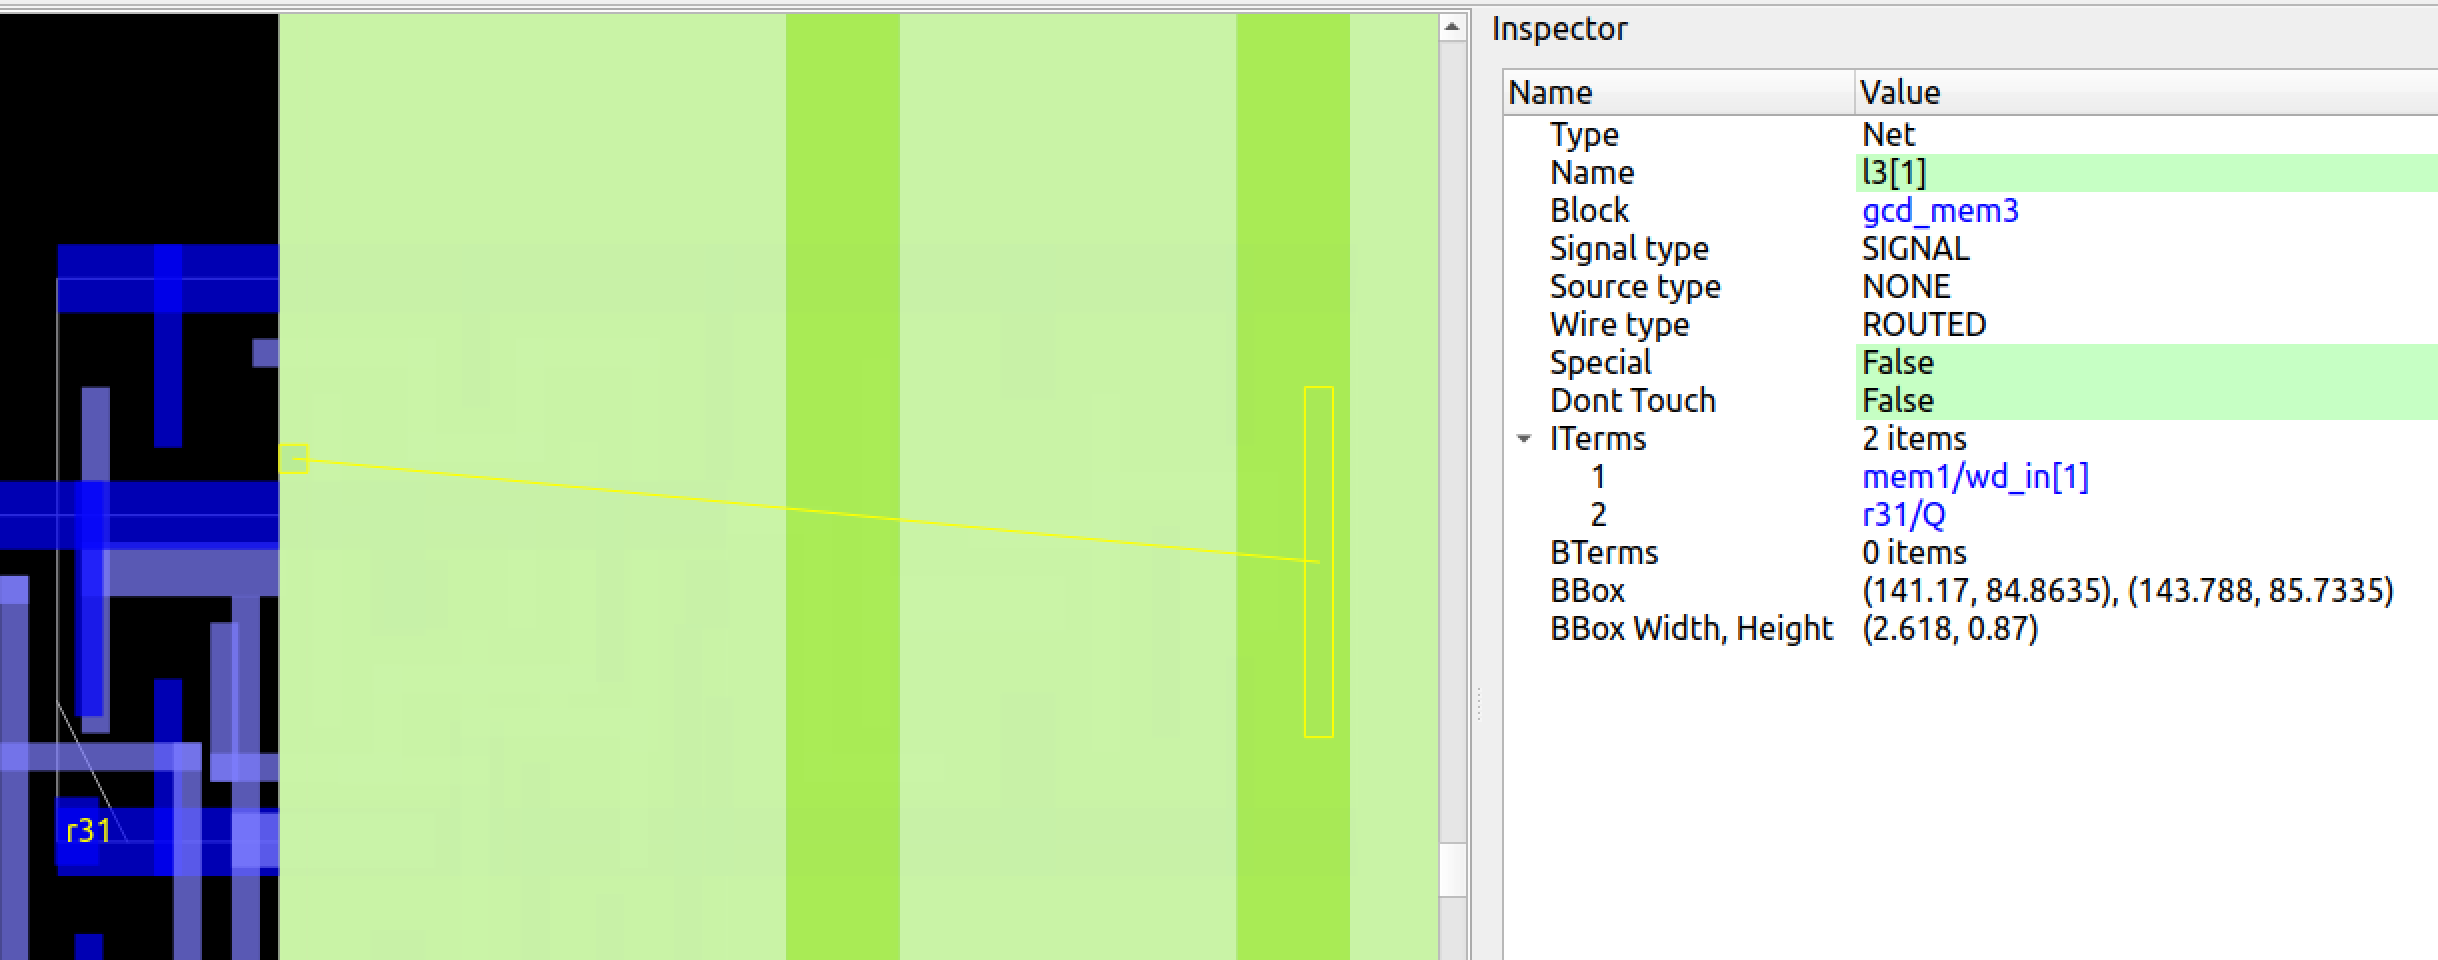 Inspector
Name Value
Type Net
Name l3[1]
Block gcd_mem3
Signal type SIGNAL
Source type NONE
Wire type ROUTED
Special False
Dont Touch False
ITerms 2 items
1 mem1/wd_in[1]
2 r31/Q
BTerms 0 items
BBox (141.17, 84.8635), (143.788, 85.7335)
BBox Width, Height (2.618, 0.87)
r31